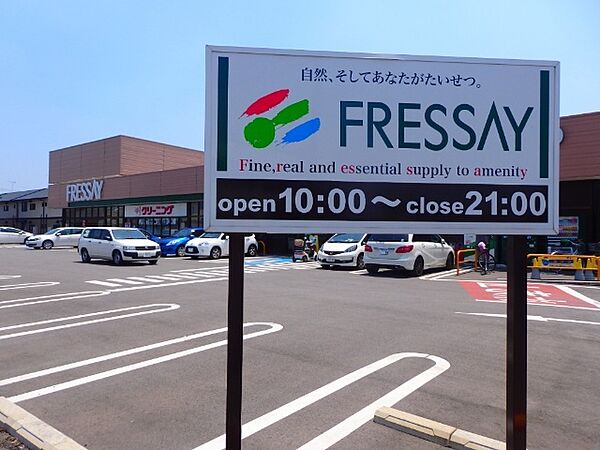 自然、そしてあなたがたいせつ。
FRESSAY
Fine,real and essential supply to amenity
open 10:00～close 21:00
FRESSAY
クリーニング